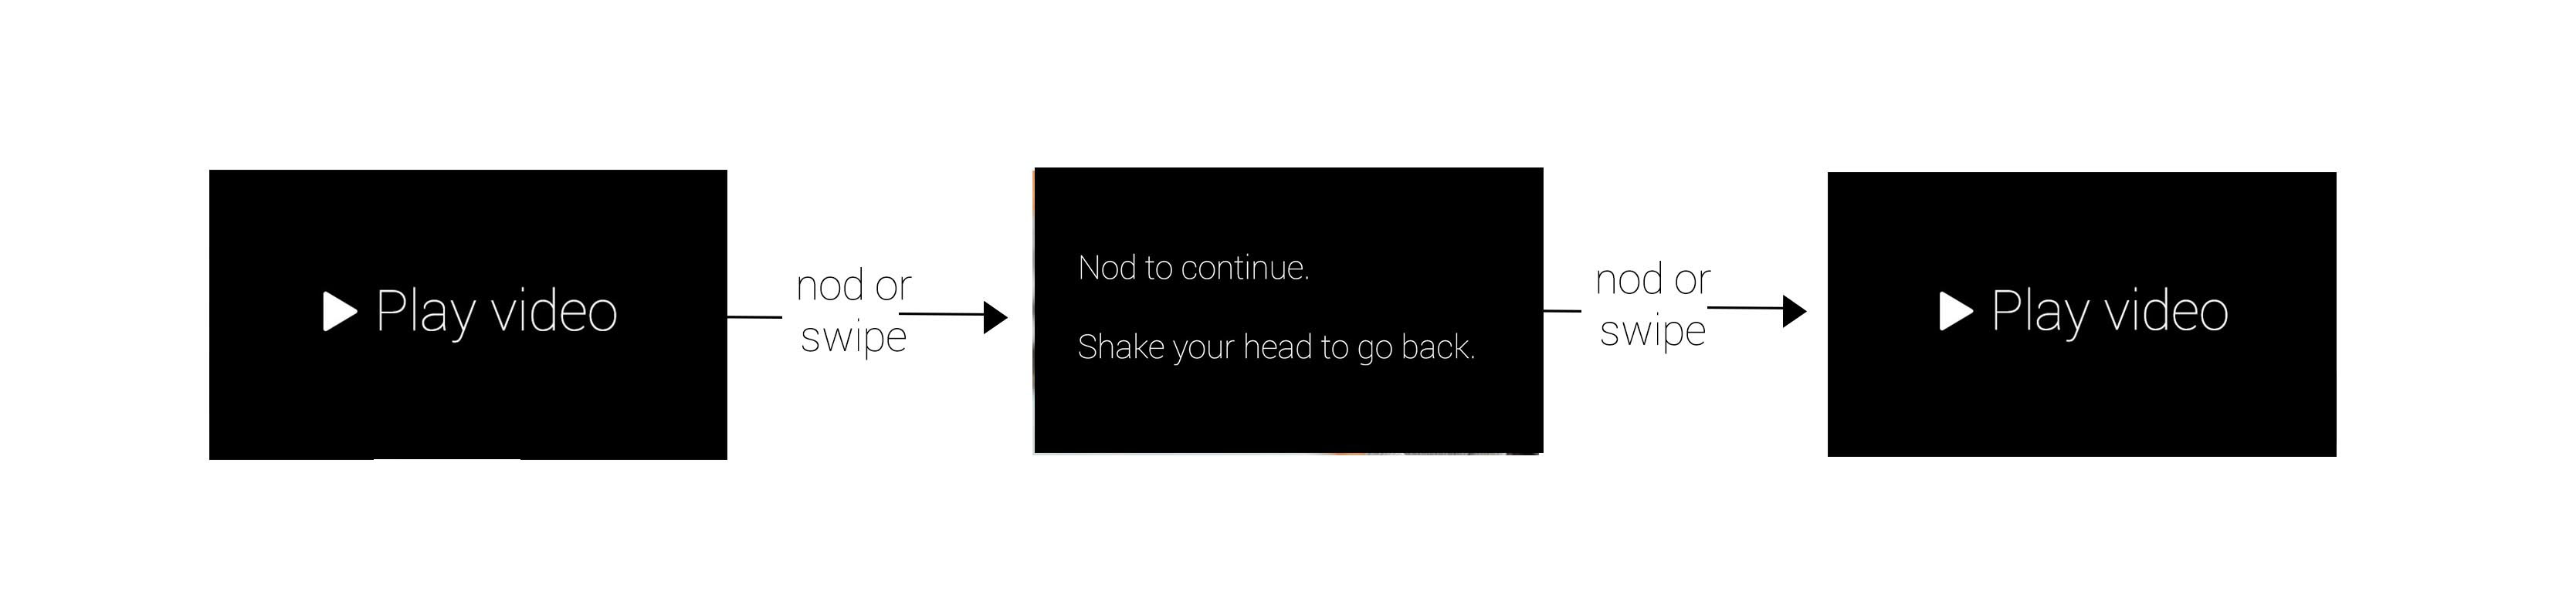 Play video
nod or
swipe
Nod to continue.
Shake your head to go back.
nod or
swipe
Play video